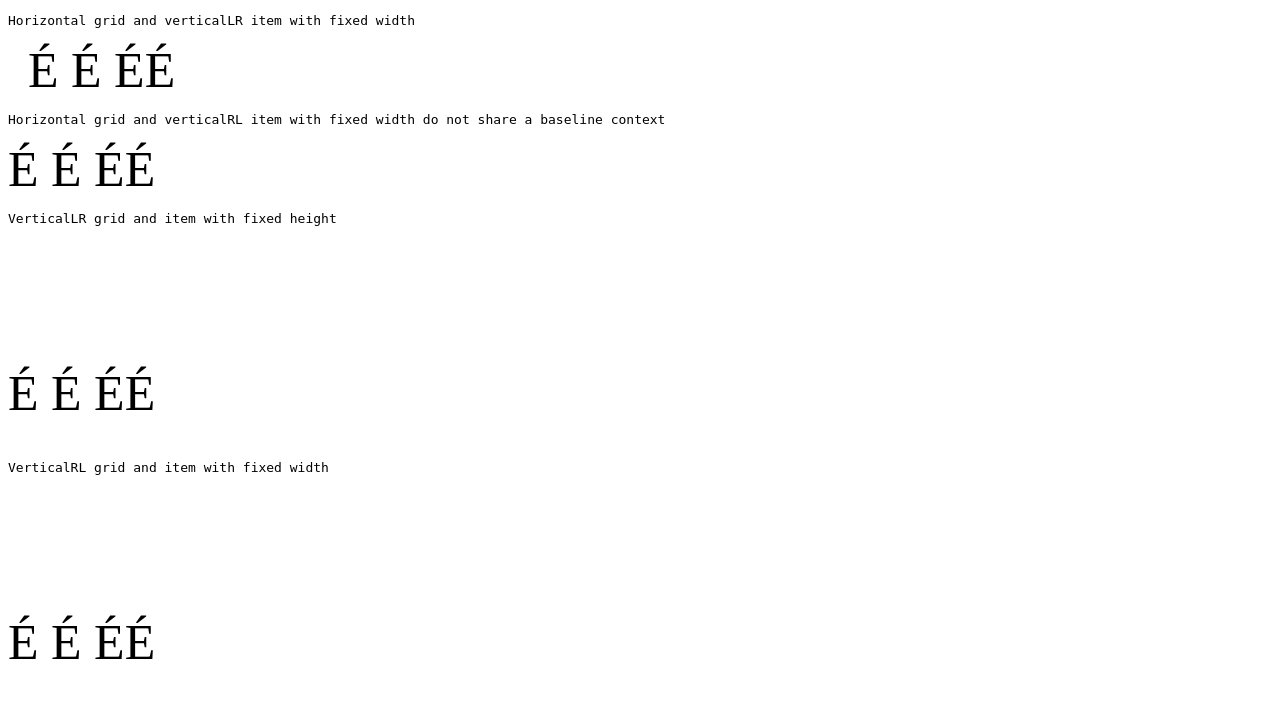 Horizontal grid and verticalLR item with fixed width
É É ÉÉ
Horizontal grid and verticalRL item with fixed width do not share a baseline context
É É ÉÉ
VerticalLR grid and item with fixed height
É É ÉÉ
VerticalRL grid and item with fixed width
É É ÉÉ